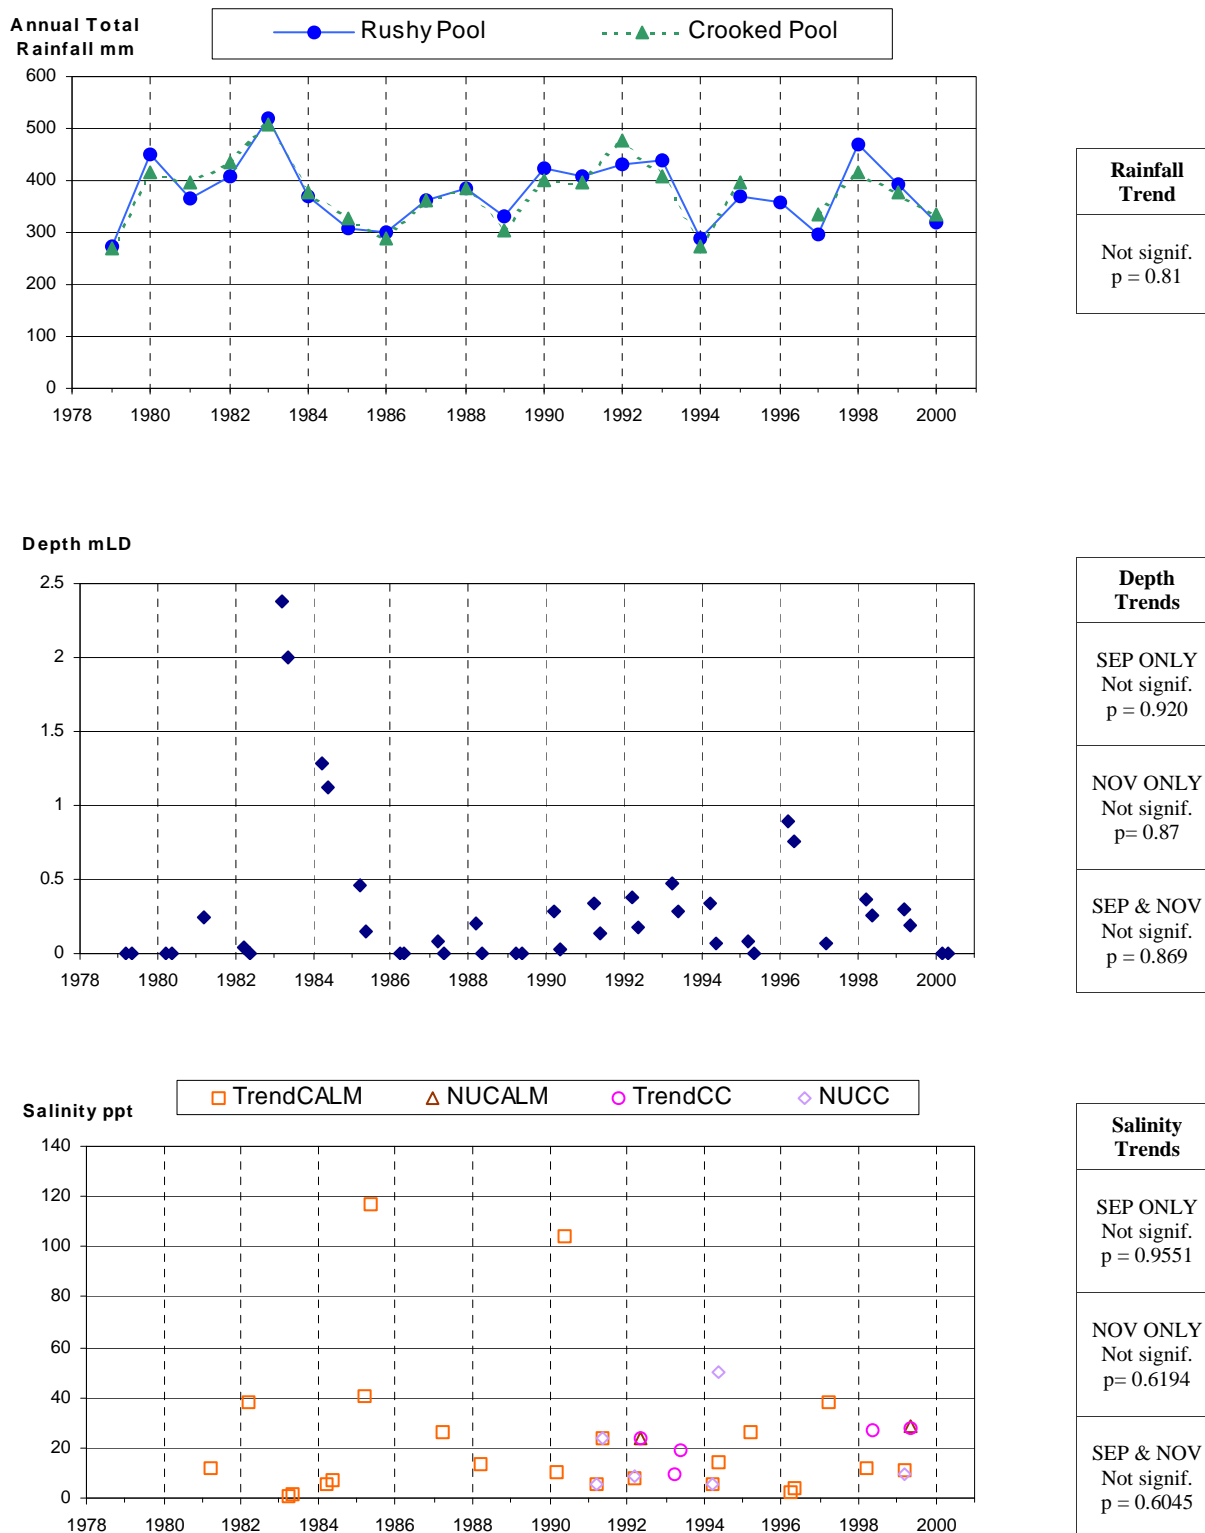 Annual Total
Rainfall mm
Rushy Pool
Crooked Pool
600
500
400
300
200
100
0
1978 1980 1982 1984 1986 1988 1990 1992 1994 1996 1998 2000
Rainfall
Trend
Not signif.
p = 0.81
Depth mLD
2.5
2
1.5
1
0.5
0
1978 1980 1982 1984 1986 1988 1990 1992 1994 1996 1998 2000
Depth
Trends
SEP ONLY
Not signif.
p = 0.920
NOV ONLY
Not signif.
p= 0.87
SEP & NOV
Not signif.
p = 0.869
Salinity ppt
TrendCALM
NUCALM
TrendCC
NUCC
140
120
100
80
60
40
20
0
1978 1980 1982 1984 1986 1988 1990 1992 1994 1996 1998 2000
Salinity
Trends
SEP ONLY
Not signif.
p = 0.9551
NOV ONLY
Not signif.
p= 0.6194
SEP & NOV
Not signif.
p = 0.6045